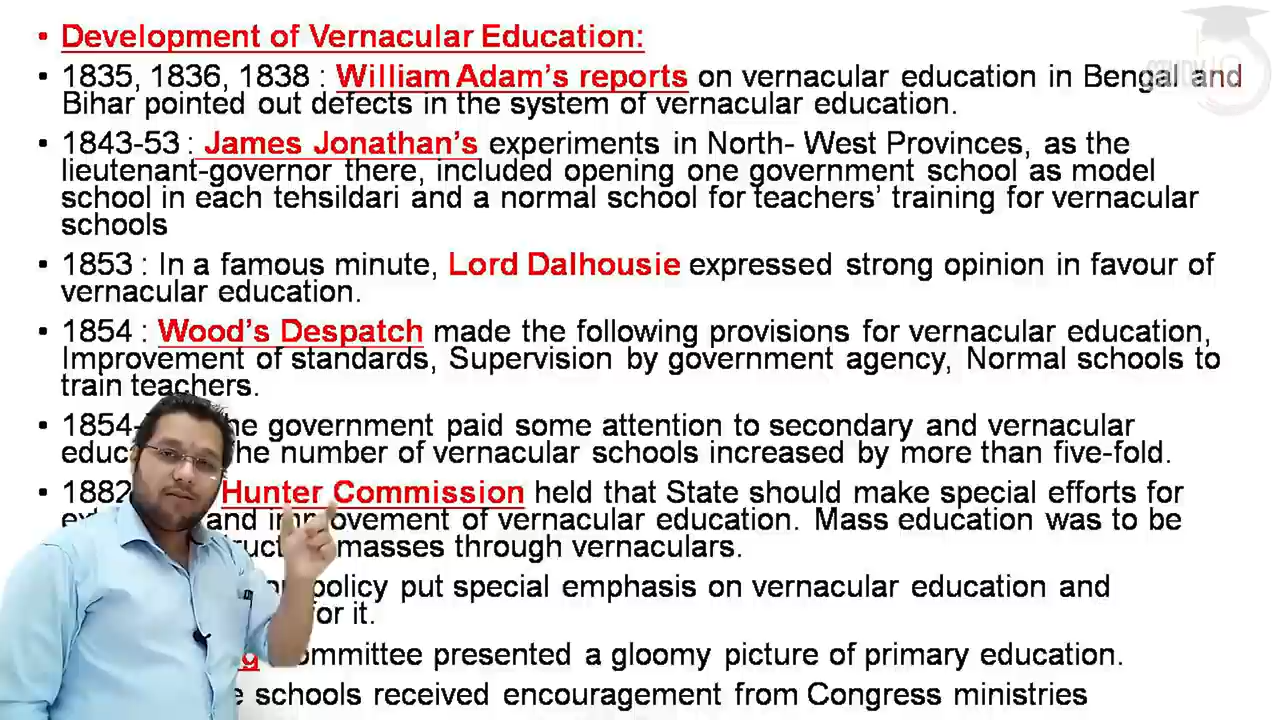 • Development of Vernacular Education:
• 1835, 1836, 1838 : William Adam's reports on vernacular education in Bengal and
Bihar pointed out defects in the system of vernacular education.
• 1843-53 : James Jonathan's experiments in North- West Provinces, as the
lieutenant-governor there, included opening one government school as model
school in each tehsildari and a normal school for teachers' training for vernacular
schools
• 1853 : In a famous minute, Lord Dalhousie expressed strong opinion in favour of
vernacular education.
• 1854 : Wood's Despatch made the following provisions for vernacular education,
Improvement of standards, Supervision by government agency, Normal schools to
train teachers.
• 1854- government paid some attention to secondary and vernacular
number of vernacular schools increased by more than five-fold.
• 1882 Hunter Commission held that State should make special efforts for
and improvement of vernacular education. Mass education was to be
masses through vernaculars.
policy put special emphasis on vernacular education and
for it.
committee presented a gloomy picture of primary education.
schools received encouragement from Congress ministries
STUDY IQ